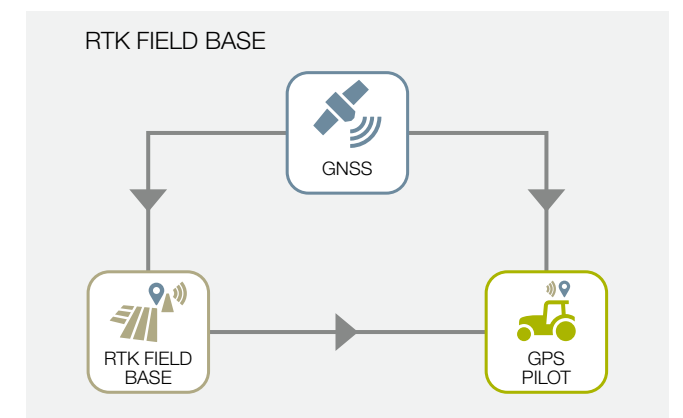 RTK FIELD BASE
GNSS
RTK FIELD
BASE
GPS
PILOT